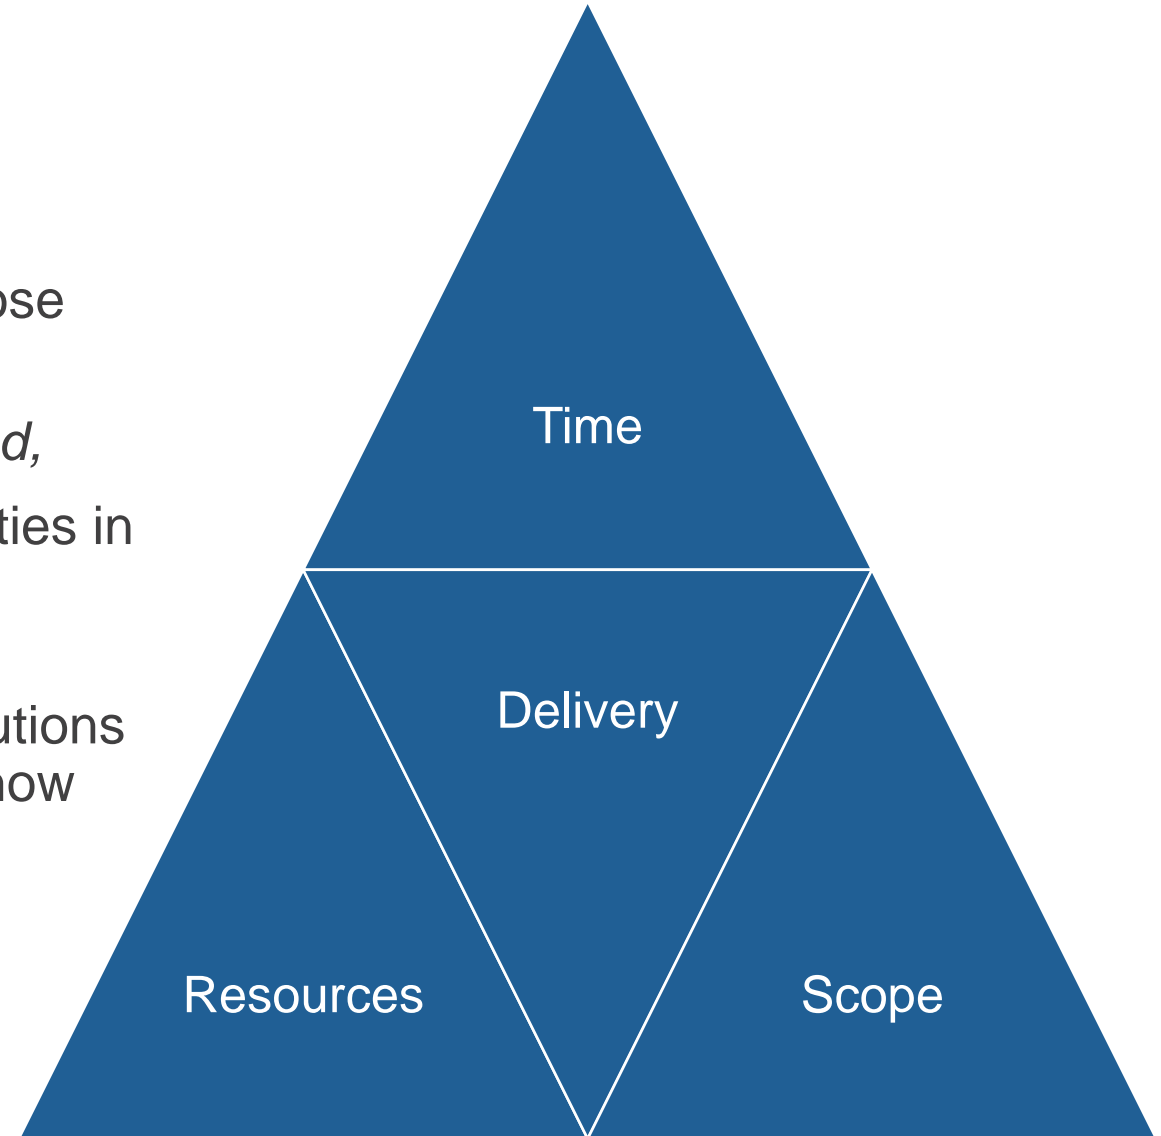 ose
Time
d,
ties in
Delivery
utions
now
Resources
Scope